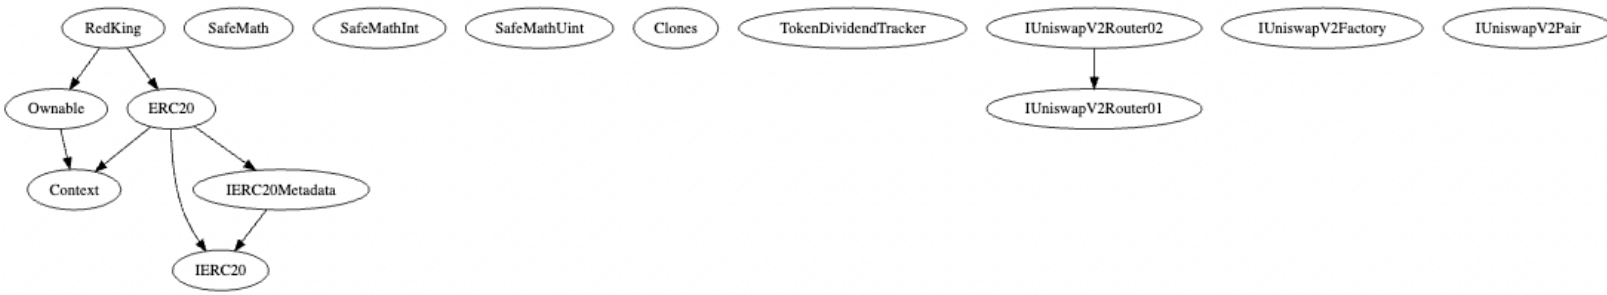 RedKing
SafeMath
SafeMathInt
SafeMathUint
Clones
TokenDividendTracker
IUniswapV2Router02
IUniswapV2Factory
IUniswapV2Pair
Ownable
ERC20
IUniswapV2Router01
Context
IERC20Metadata
IERC20